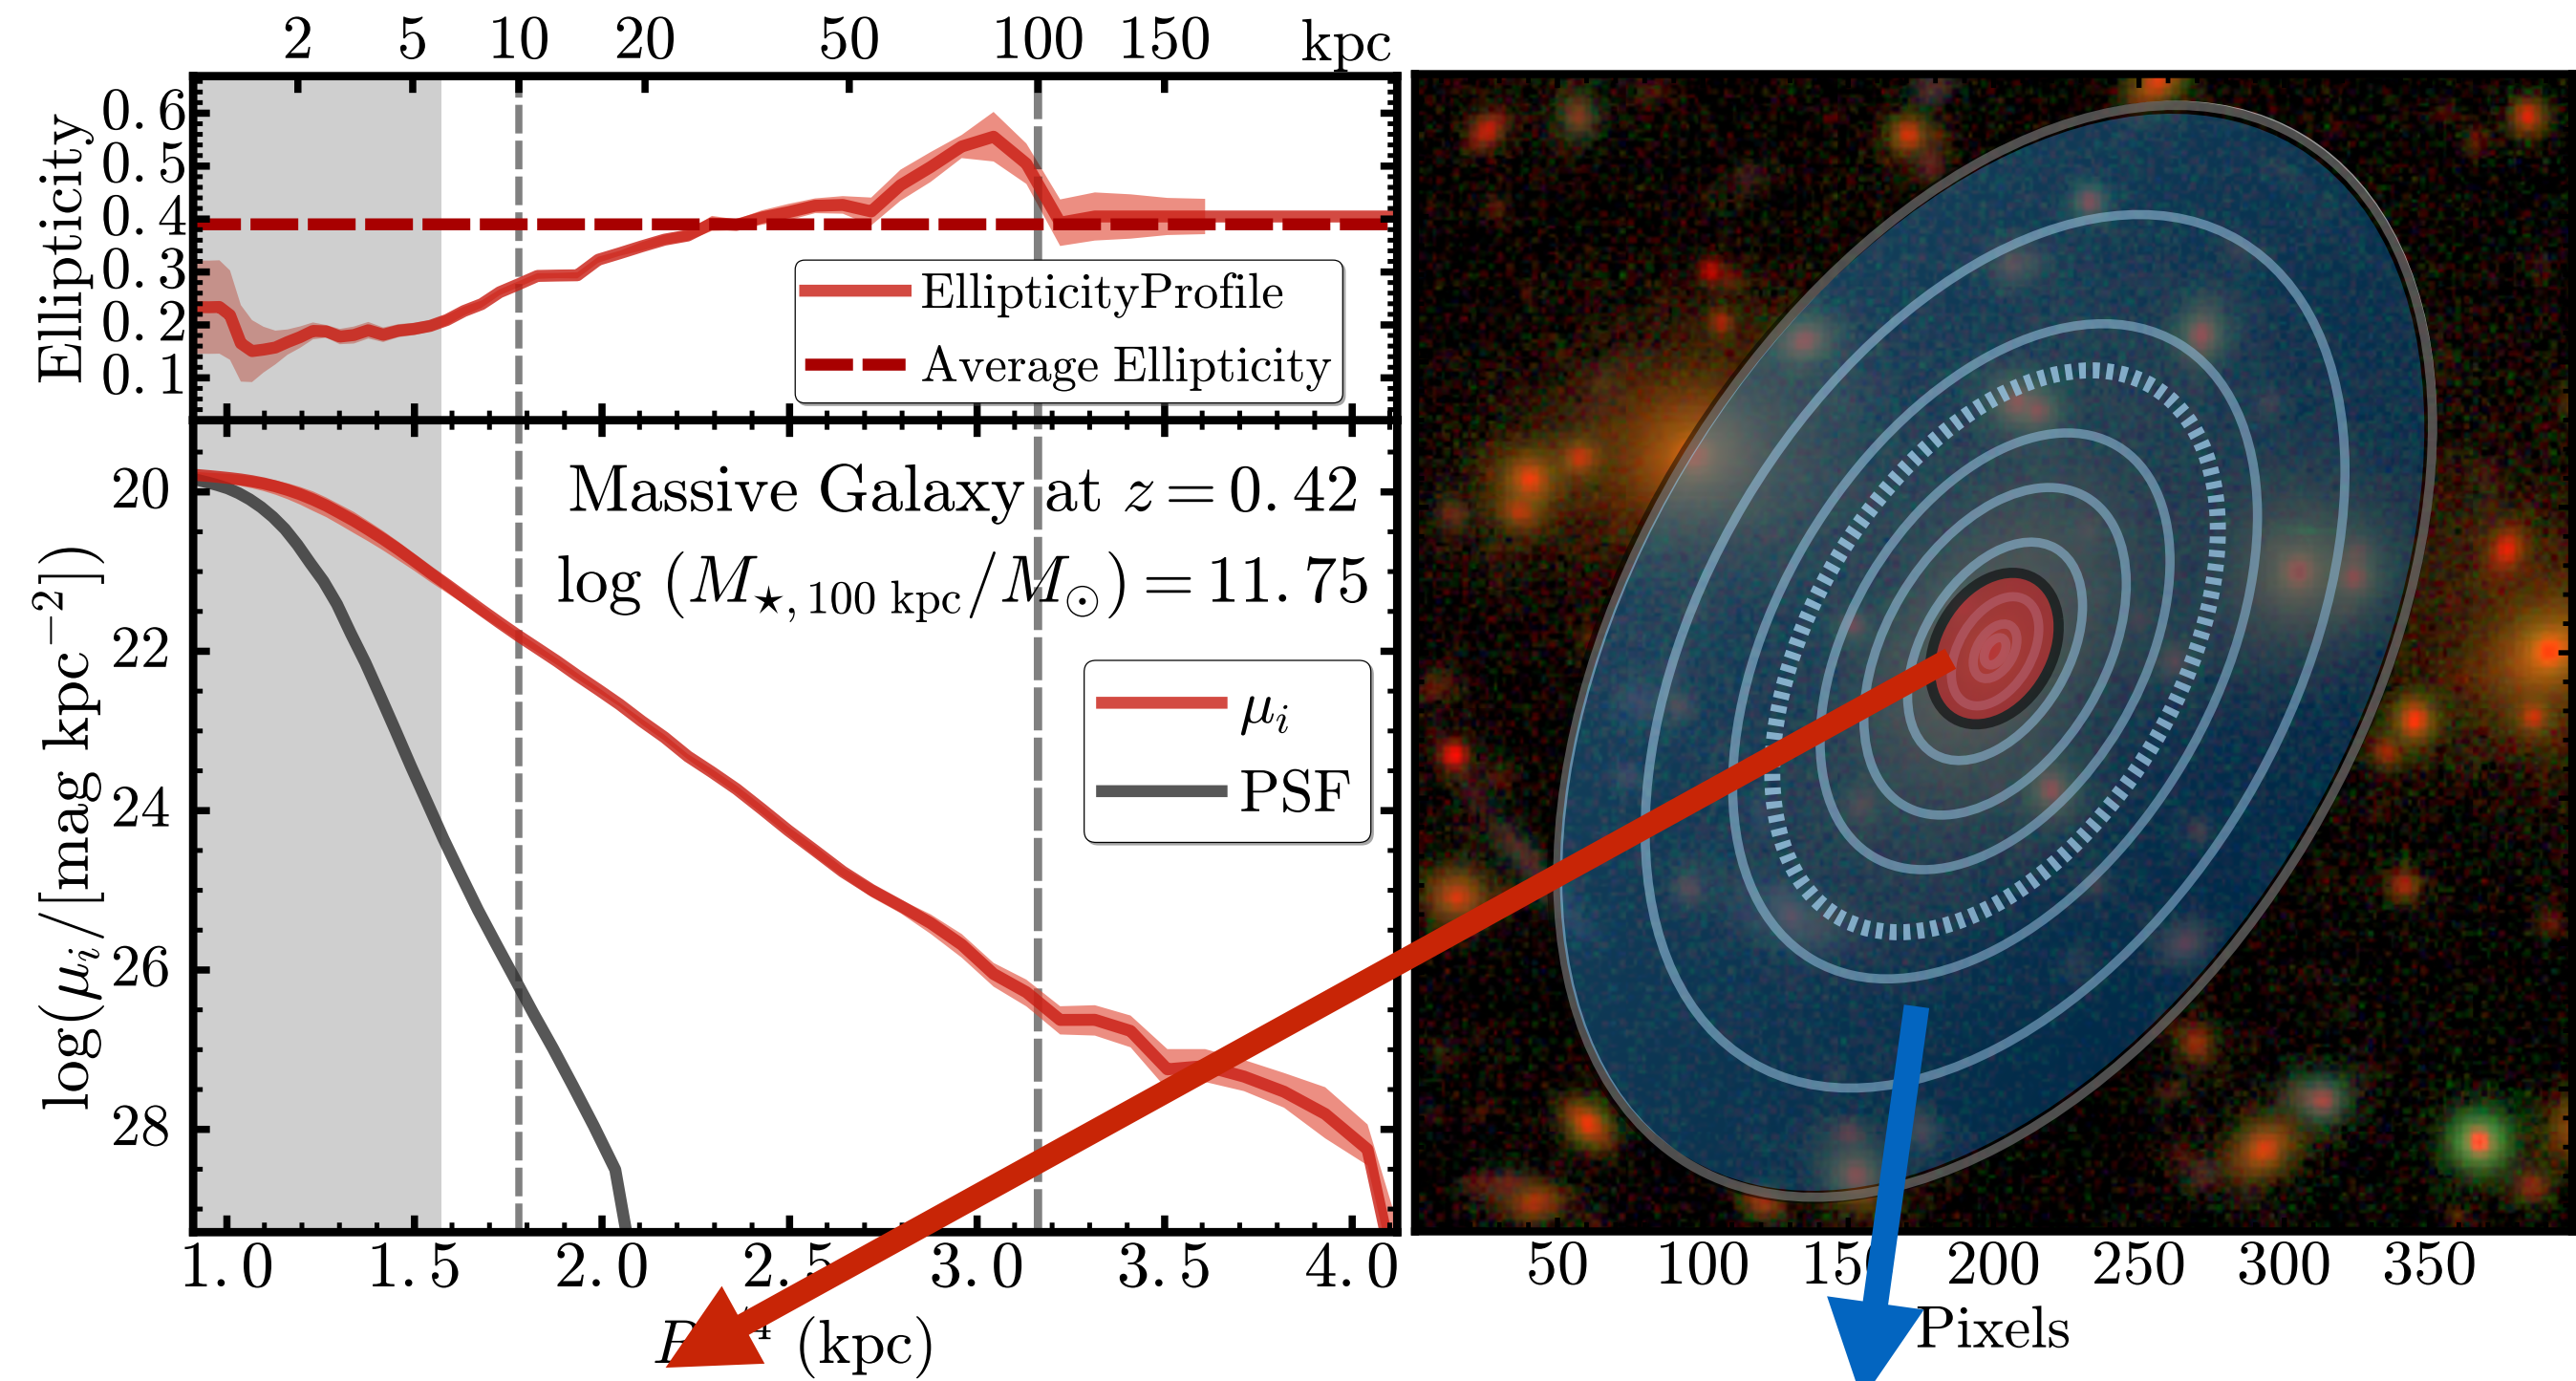 2 5 10 20 50 100 150 kpc
Ellipticity
0.6
0.5
0.4
0.3
0.2
0.1
EllipticityProfile
Average Ellipticity
log(μᵢ/[mag kpc⁻²])
20
22
24
26
28
Massive Galaxy at z = 0.42
log (M★, 100 kpc/M⊙) = 11.75
μᵢ
PSF
1.0 1.5 2.0 2.5 3.0 3.5 4.0
(kpc)
50 100 150 200 250 300 350
Pixels